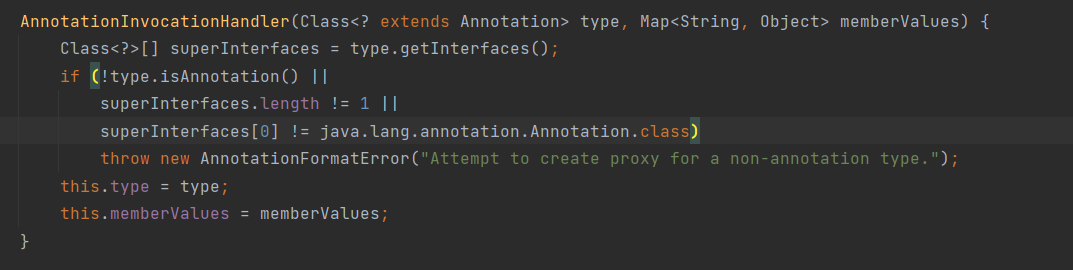 AnnotationInvocationHandler(Class<? extends Annotation> type, Map<String, Object> memberValues) {
    Class<?>[] superInterfaces = type.getInterfaces();
    if (!type.isAnnotation() ||
        superInterfaces.length != 1 ||
        superInterfaces[0] != java.lang.annotation.Annotation.class)
        throw new AnnotationFormatError("Attempt to create proxy for a non-annotation type.");
    this.type = type;
    this.memberValues = memberValues;
}